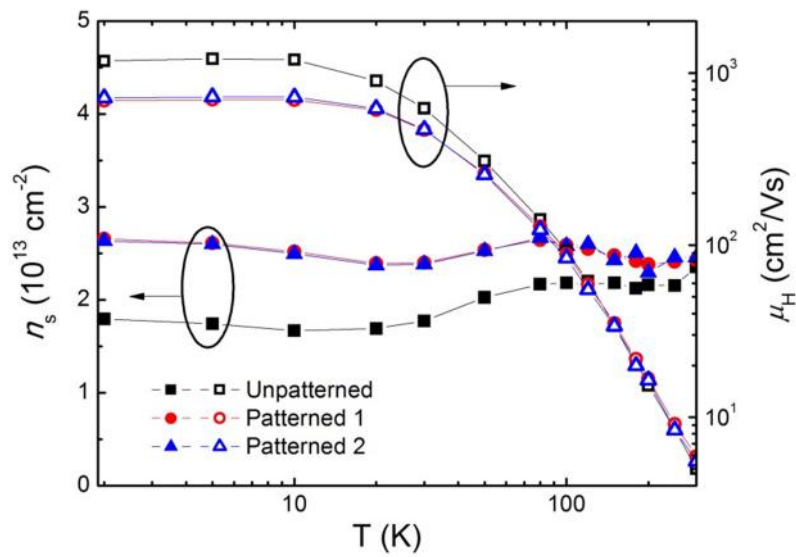 5
4
3
2
1
0
n_s (10^13 cm^-2)
10^3
10^2
10^1
μ_H (cm^2/Vs)
Unpatterned
Patterned 1
Patterned 2
10
100
T (K)